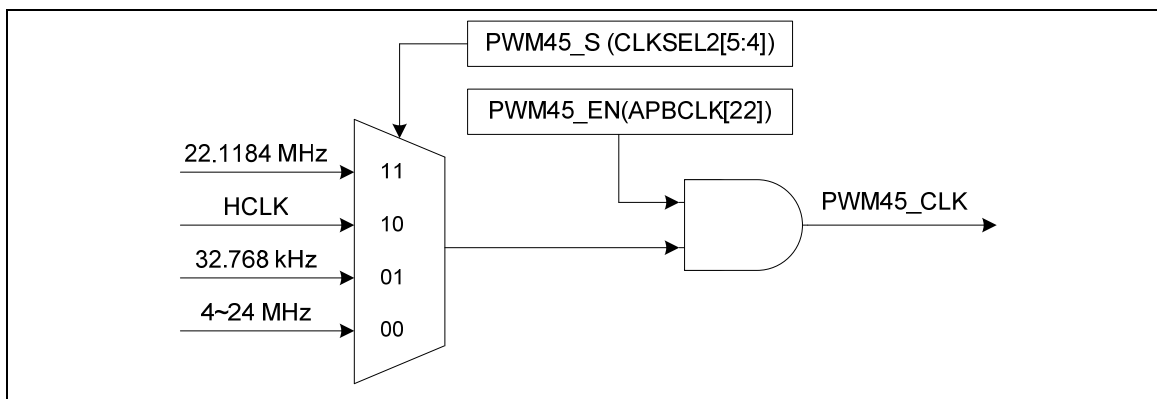 PWM45_S (CLKSEL2[5:4])
PWM45_EN(APBCLK[22])
22.1184 MHz
11
HCLK
10
PWM45_CLK
32.768 kHz
01
4~24 MHz
00